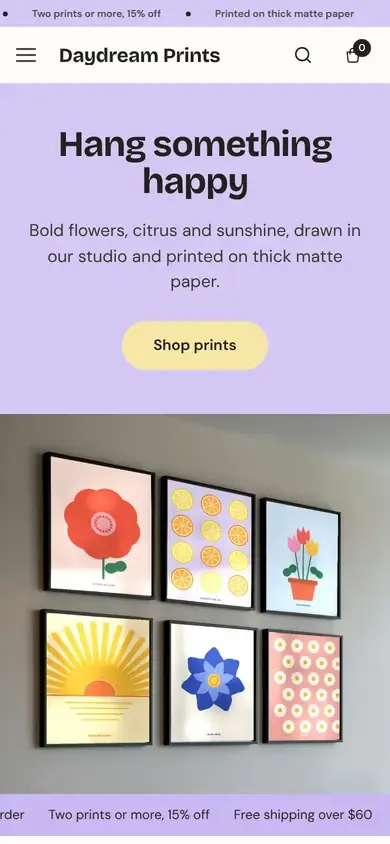 Two prints or more, 15% off • Printed on thick matte paper
Daydream Prints
0
Hang something
happy
Bold flowers, citrus and sunshine, drawn in
our studio and printed on thick matte
paper.
Shop prints
rder Two prints or more, 15% off Free shipping over $60